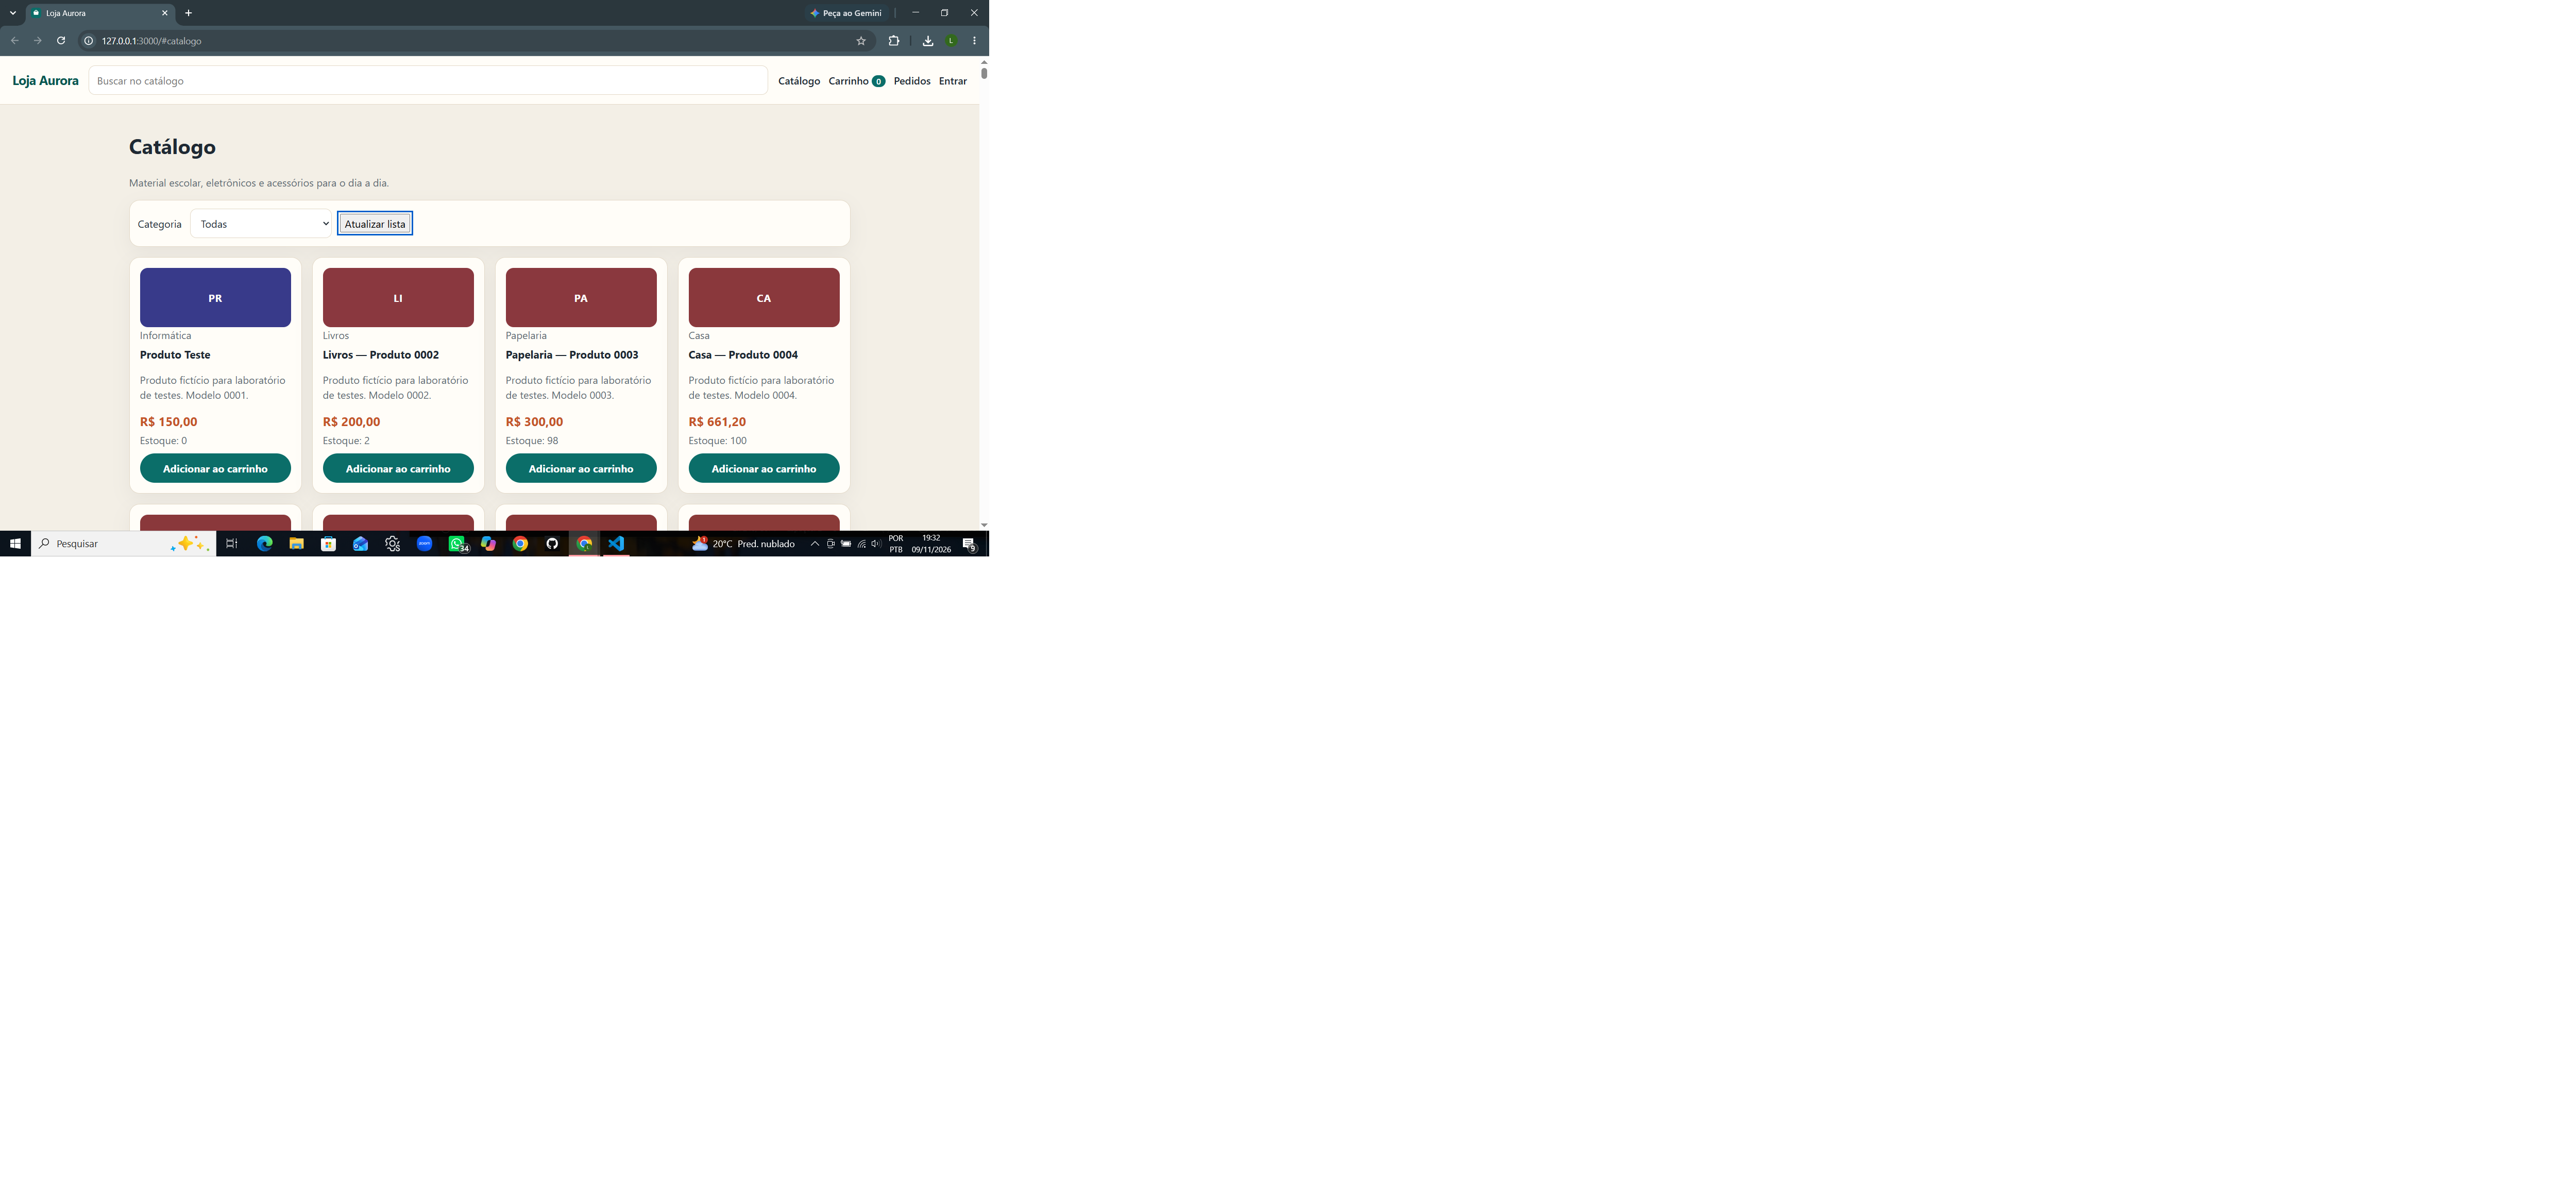 Loja Aurora
Peça ao Gemini
127.0.0.1:3000/#catalogo
L
Loja Aurora
Buscar no catálogo
Catálogo
Carrinho 0
Pedidos
Entrar
Catálogo
Material escolar, eletrônicos e acessórios para o dia a dia.
Categoria
Todas
Atualizar lista
PR
Informática
Produto Teste
Produto fictício para laboratório
de testes. Modelo 0001.
R$ 150,00
Estoque: 0
Adicionar ao carrinho
LI
Livros
Livros — Produto 0002
Produto fictício para laboratório
de testes. Modelo 0002.
R$ 200,00
Estoque: 2
Adicionar ao carrinho
PA
Papelaria
Papelaria — Produto 0003
Produto fictício para laboratório
de testes. Modelo 0003.
R$ 300,00
Estoque: 98
Adicionar ao carrinho
CA
Casa
Casa — Produto 0004
Produto fictício para laboratório
de testes. Modelo 0004.
R$ 661,20
Estoque: 100
Adicionar ao carrinho
Pesquisar
zoom
34
1
20°C Pred. nublado
POR
PTB
19:32
09/11/2026
9